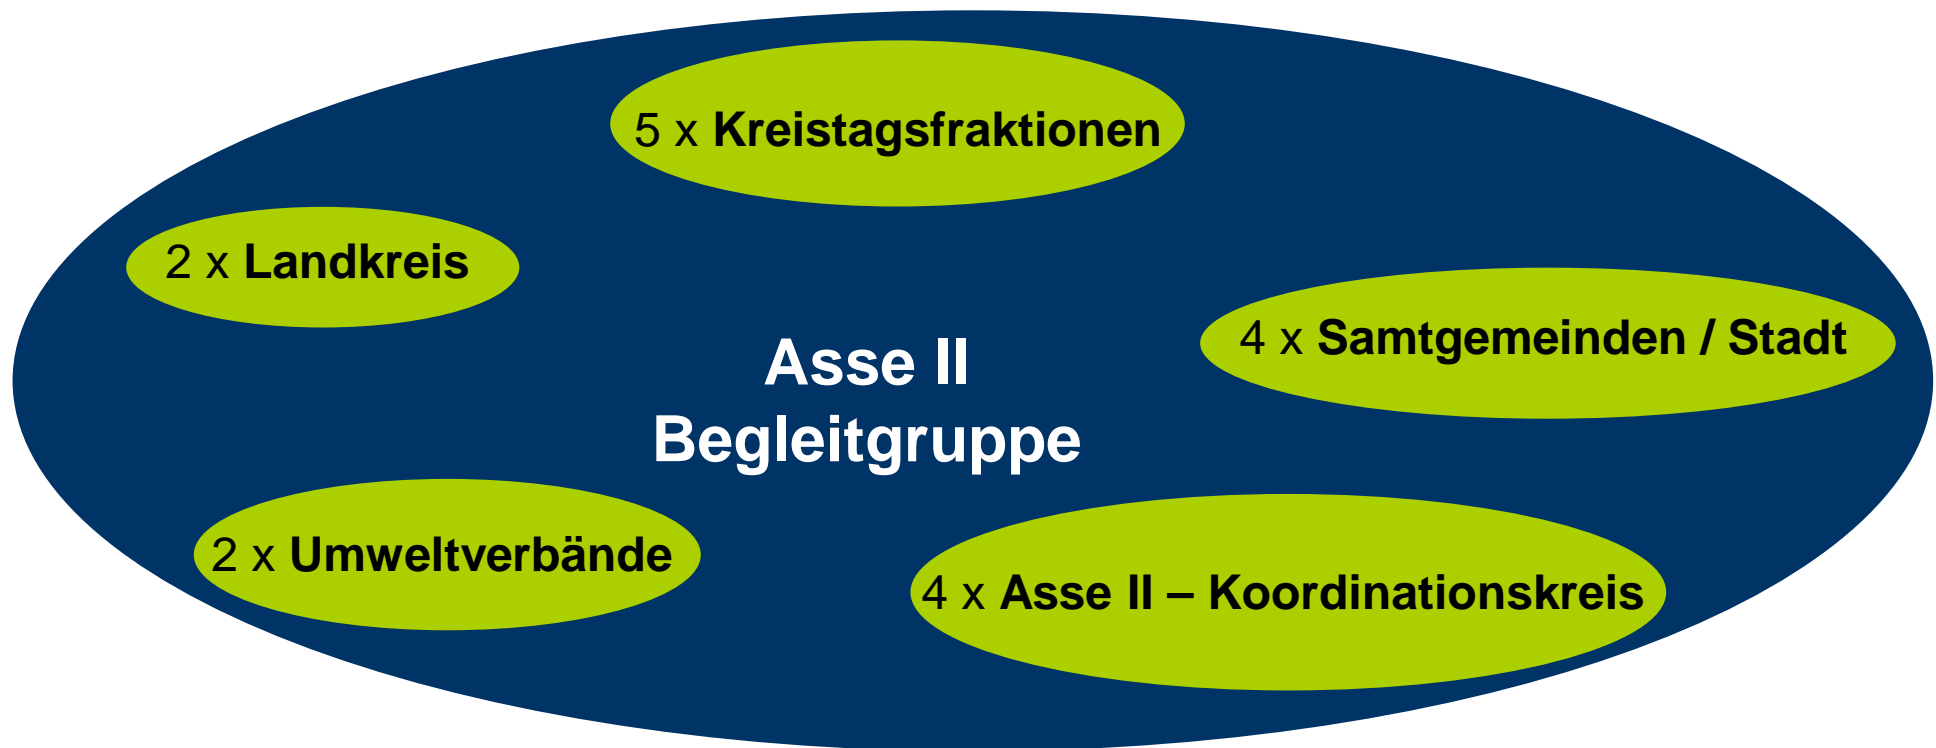 5 x Kreistagsfraktionen
2 x Landkreis
4 x Samtgemeinden / Stadt
Asse II
Begleitgruppe
2 x Umweltverbände
4 x Asse II – Koordinationskreis